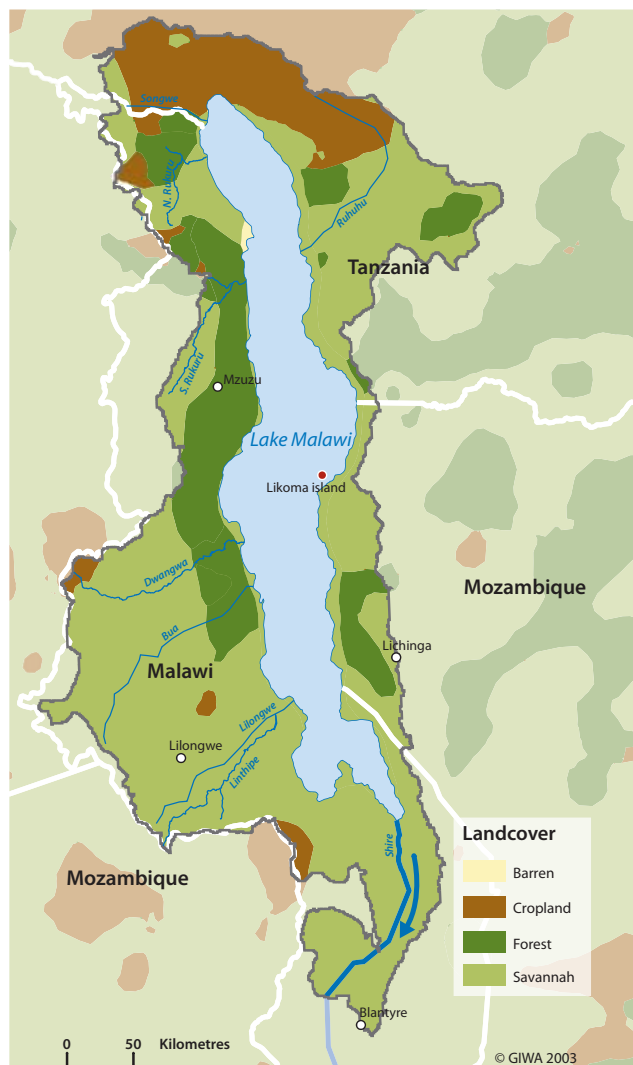 Songwe
N. Rukuru
Ruhuhu
Tanzania
S. Rukuru
Mzuzu
Lake Malawi
Likoma island
Dwangwa
Mozambique
Bua
Lichinga
Malawi
Lilongwe
Lilongwe
Linthipe
Shire
Landcover
Barren
Cropland
Forest
Savannah
Mozambique
Blantyre
0 50 Kilometres
© GIWA 2003